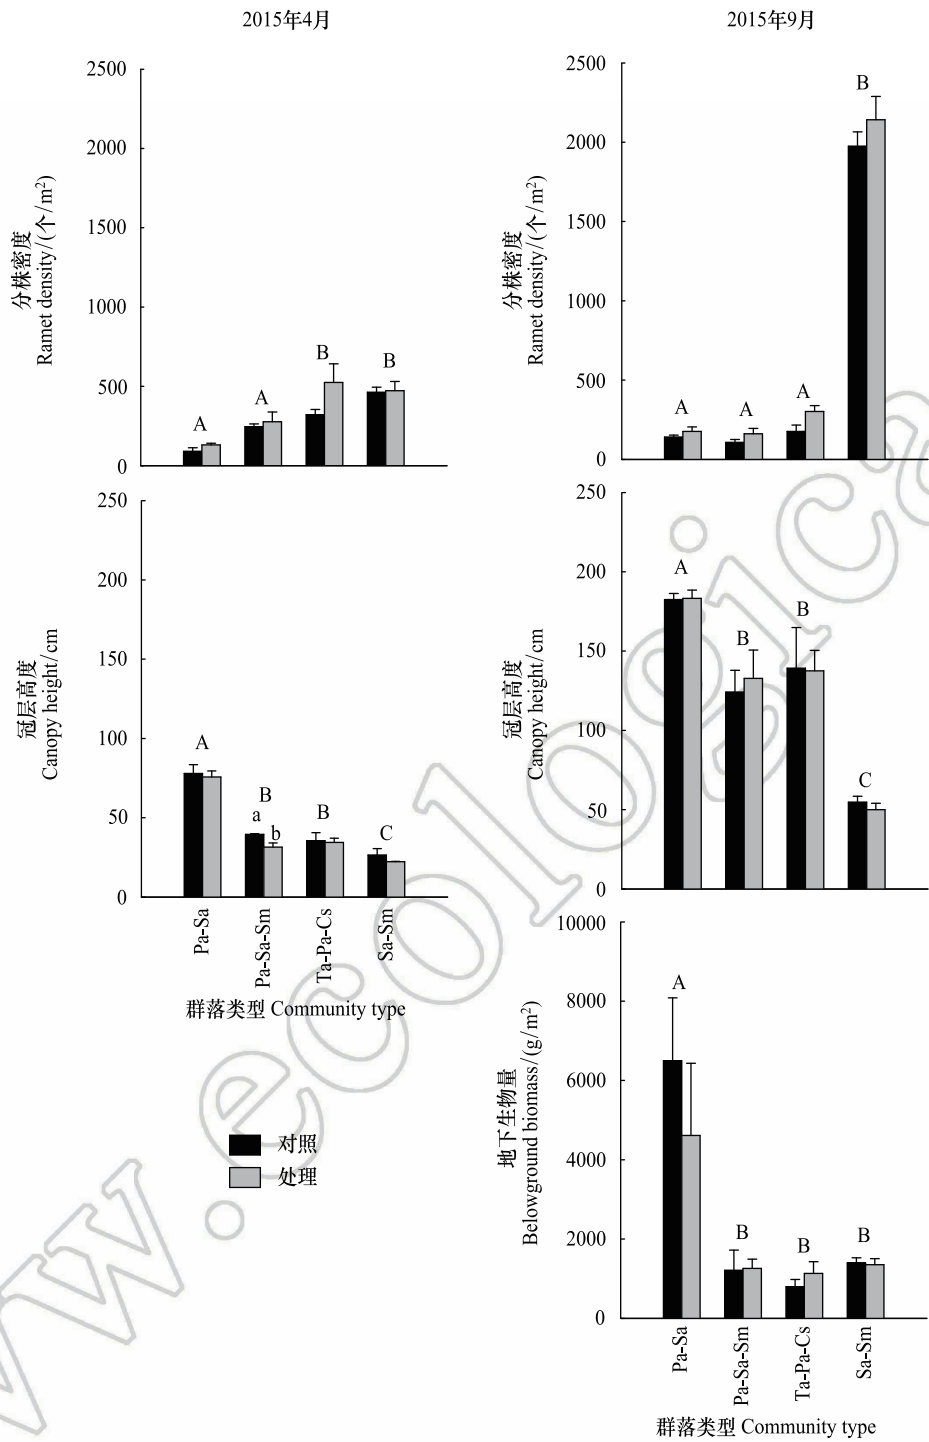 2015年4月
2015年9月
2500
2000
1500
1000
500
0
分株密度
Ramet density/(个/m2)
A
A
B
B
2500
2000
1500
1000
500
0
分株密度
Ramet density/(个/m2)
A
A
A
B
250
200
150
100
50
0
冠层高度
Canopy height/cm
A
B
a
b
B
C
Pa-Sa
Pa-Sa-Sm
Ta-Pa-Cs
Sa-Sm
群落类型 Community type
250
200
150
100
50
0
冠层高度
Canopy height/cm
A
B
B
C
对照
处理
10000
8000
6000
4000
2000
0
地下生物量
Belowground biomass/(g/m2)
A
B
B
B
Pa-Sa
Pa-Sa-Sm
Ta-Pa-Cs
Sa-Sm
群落类型 Community type
www.ecologica